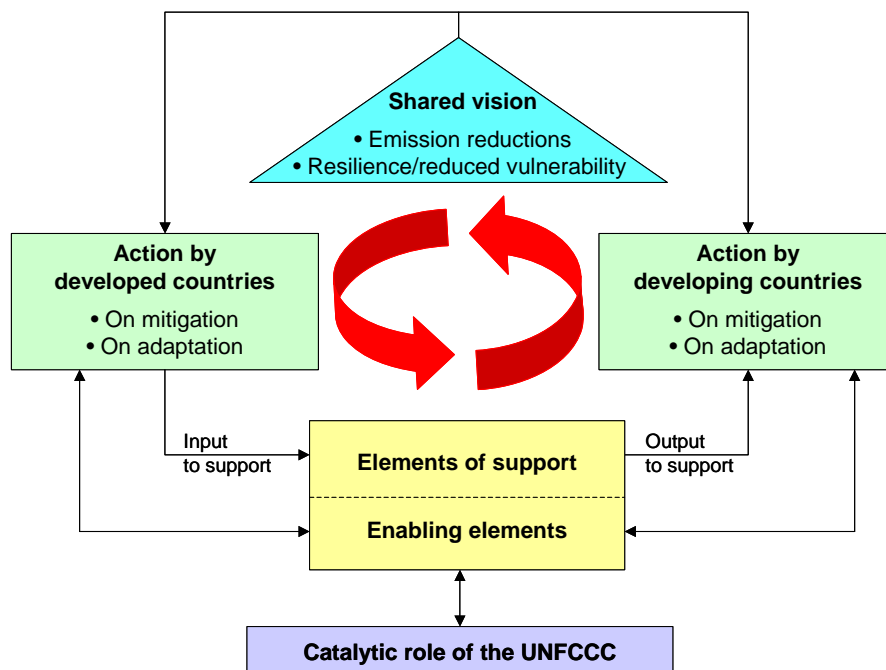 Shared vision
• Emission reductions
• Resilience/reduced vulnerability
Action by
developed countries
• On mitigation
• On adaptation
Action by
developing countries
• On mitigation
• On adaptation
Input
to support
Elements of support
Output
to support
Enabling elements
Catalytic role of the UNFCCC